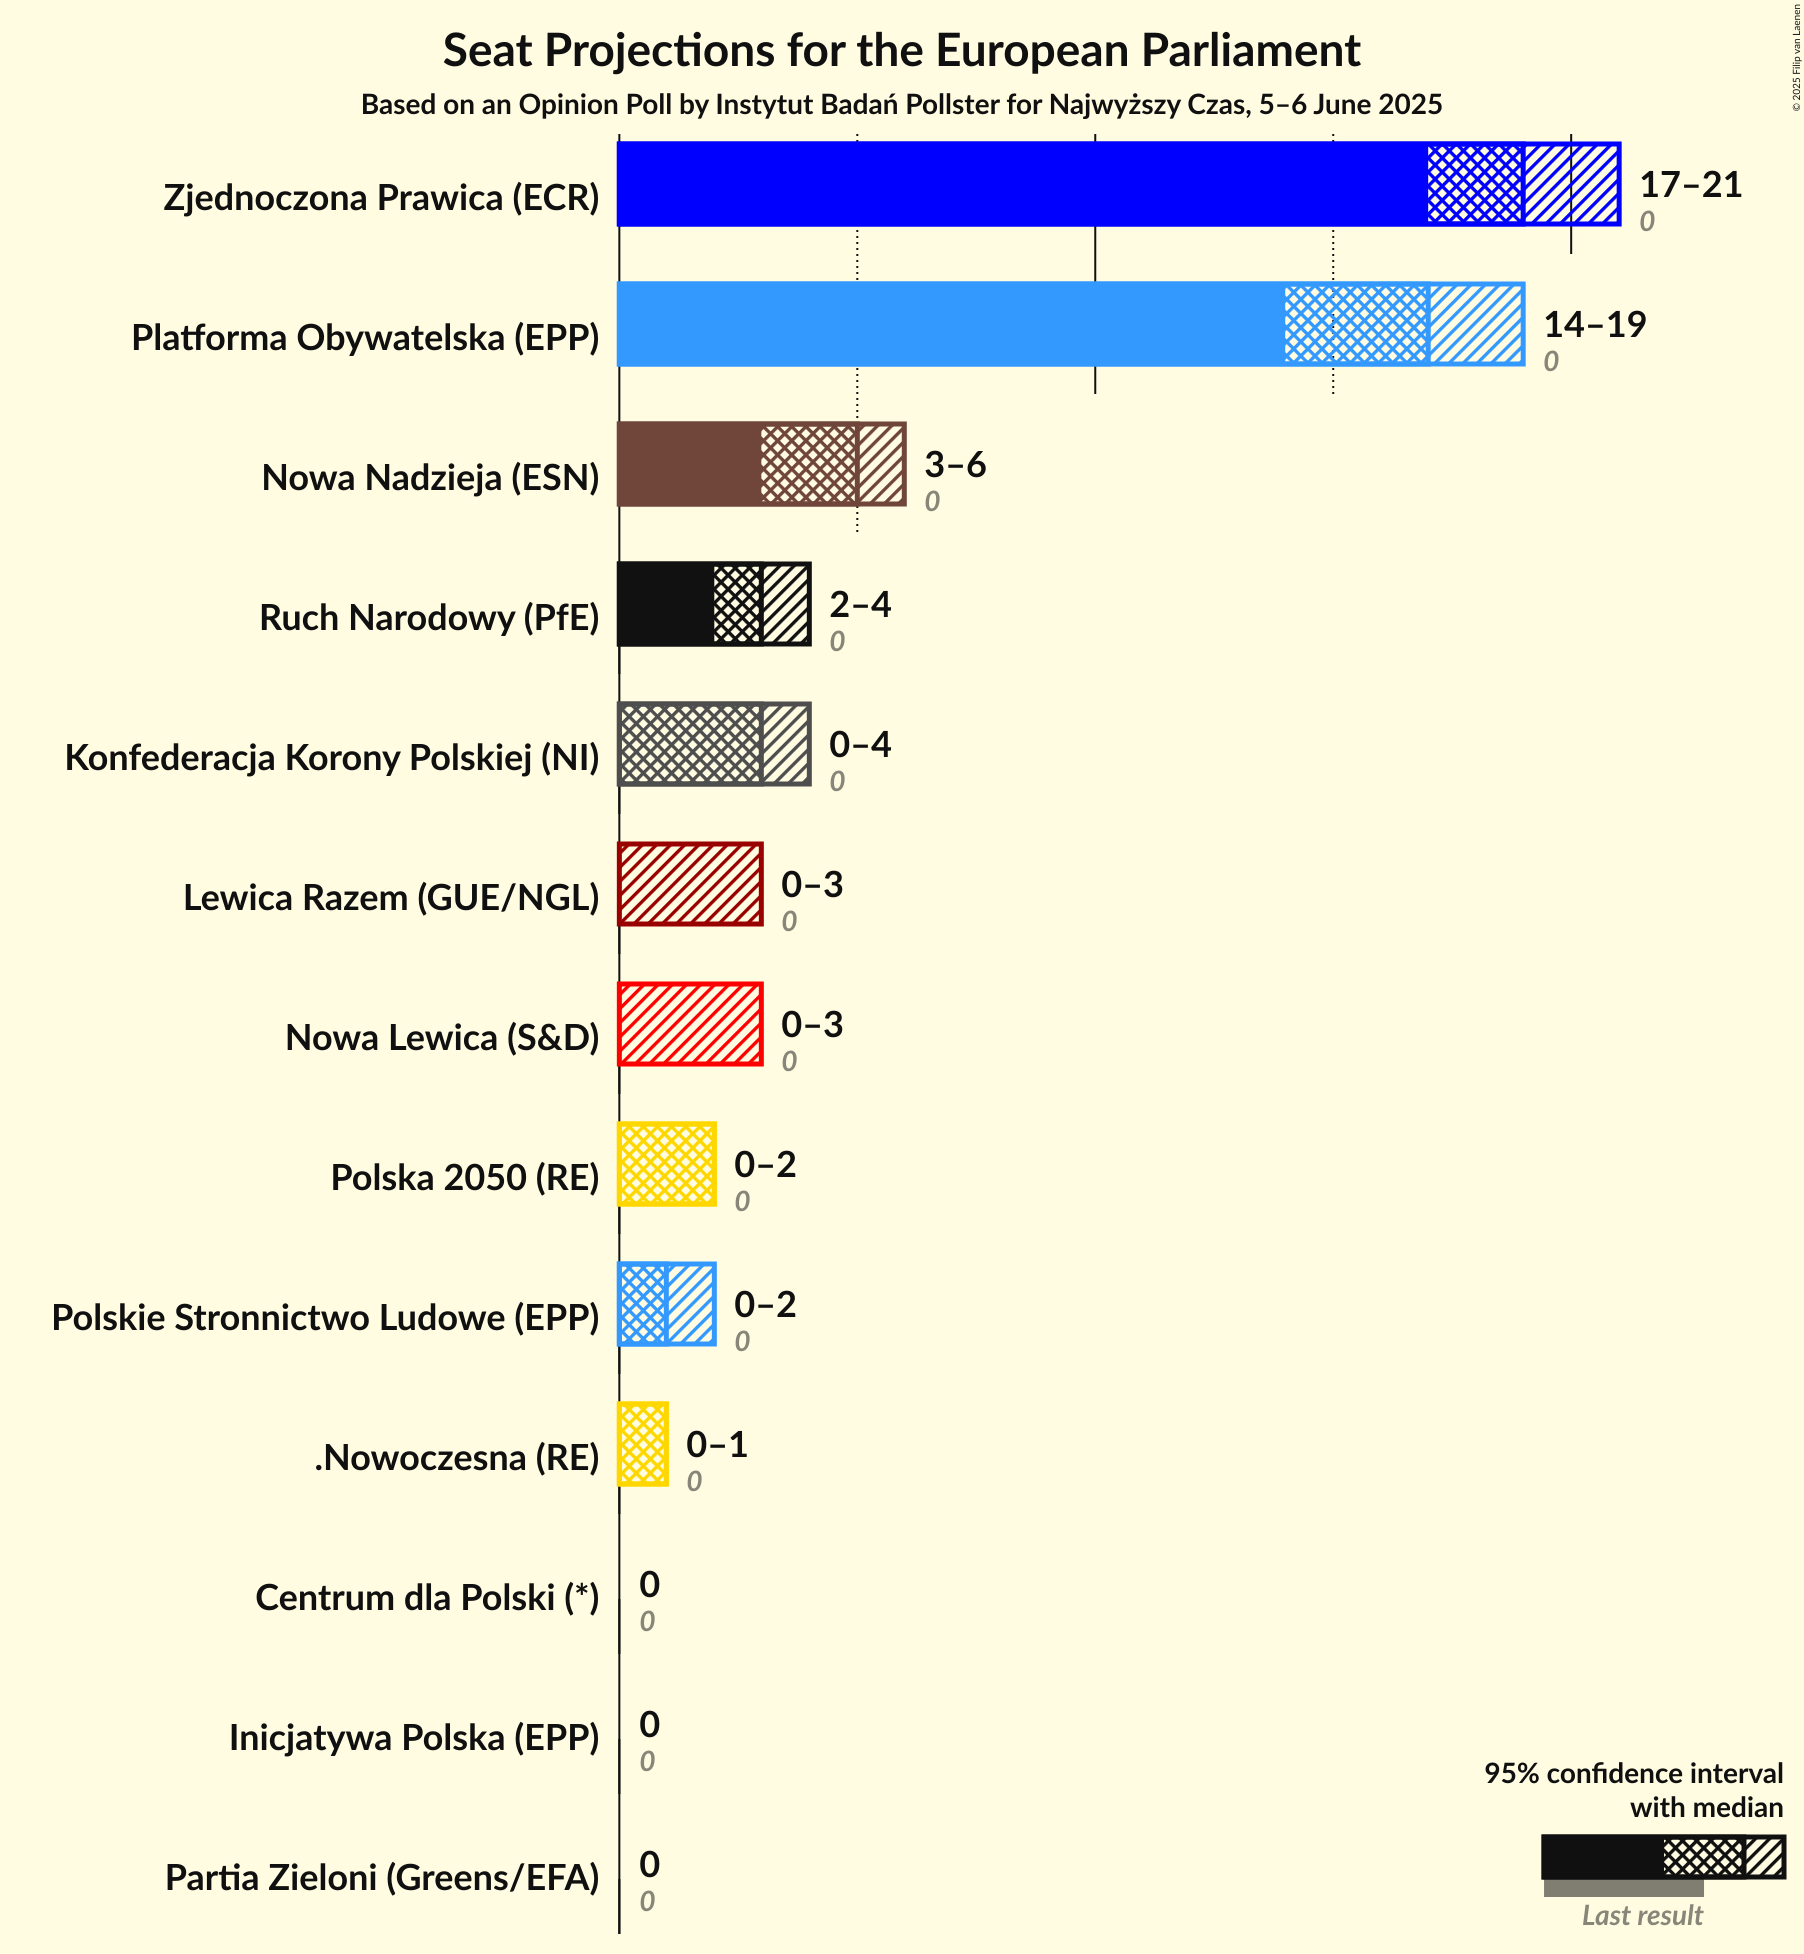 Seat Projections for the European Parliament
Based on an Opinion Poll by Instytut Badań Pollster for Najwyższy Czas, 5–6 June 2025
© 2025 Filip van Laenen
Zjednoczona Prawica (ECR)
17–21
0
Platforma Obywatelska (EPP)
14–19
0
Nowa Nadzieja (ESN)
3–6
0
Ruch Narodowy (PfE)
2–4
0
Konfederacja Korony Polskiej (NI)
0–4
0
Lewica Razem (GUE/NGL)
0–3
0
Nowa Lewica (S&D)
0–3
0
Polska 2050 (RE)
0–2
0
Polskie Stronnictwo Ludowe (EPP)
0–2
0
.Nowoczesna (RE)
0–1
0
Centrum dla Polski (*)
0
0
Inicjatywa Polska (EPP)
0
0
Partia Zieloni (Greens/EFA)
0
0
95% confidence interval
with median
Last result